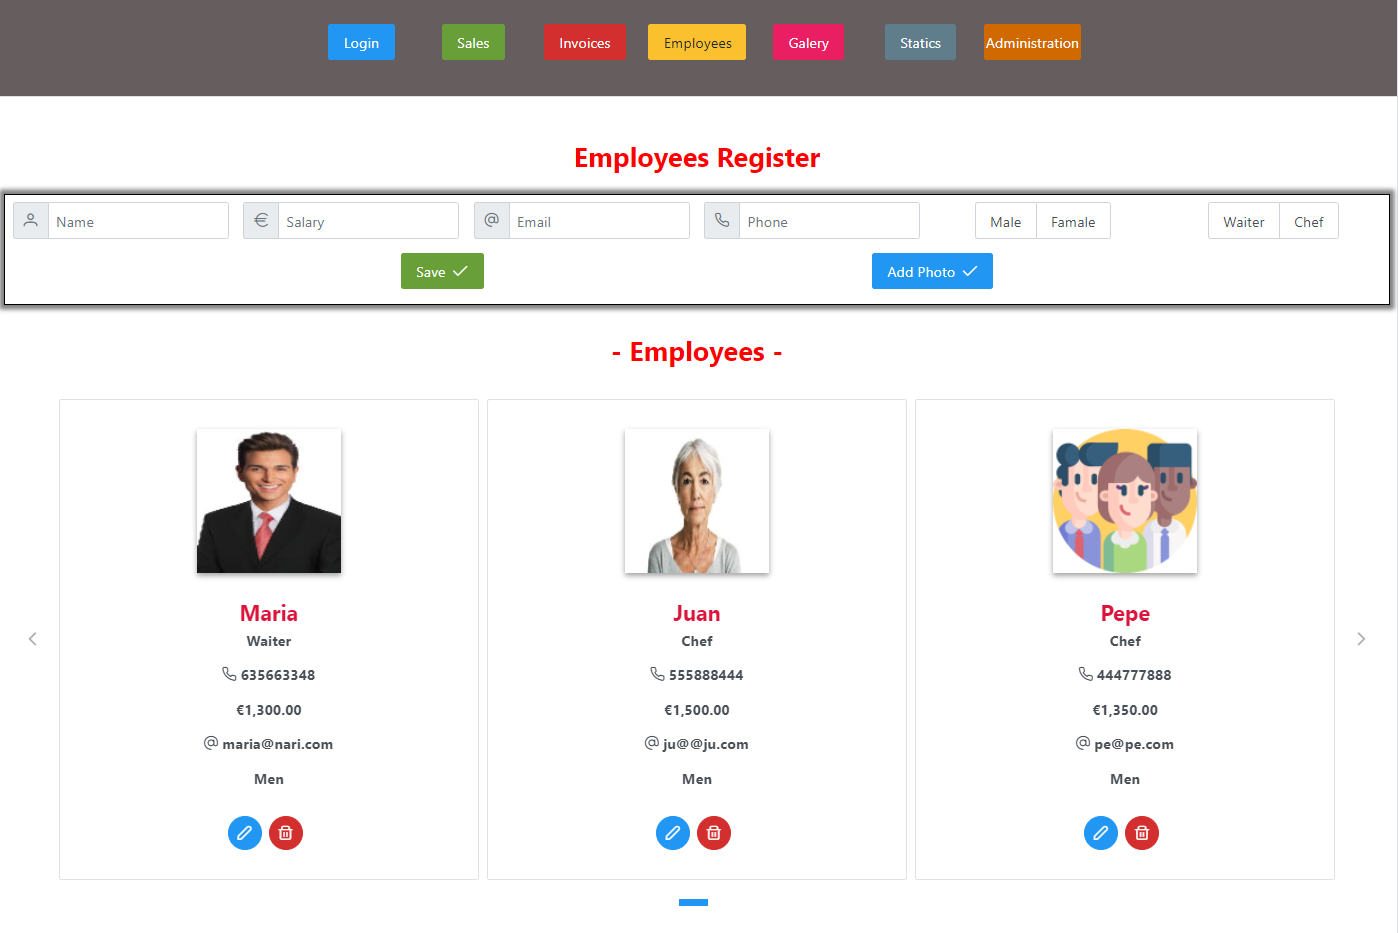 Login Sales Invoices Employees Galery Statics Administration
Employees Register
Name € Salary @ Email Phone Male Famale Waiter Chef
Save Add Photo
- Employees -
Maria Juan Pepe
Waiter Chef Chef
635663348 555888444 444777888
€1,300.00 €1,500.00 €1,350.00
@ maria@nari.com @ ju@@ju.com @ pe@pe.com
Men Men Men